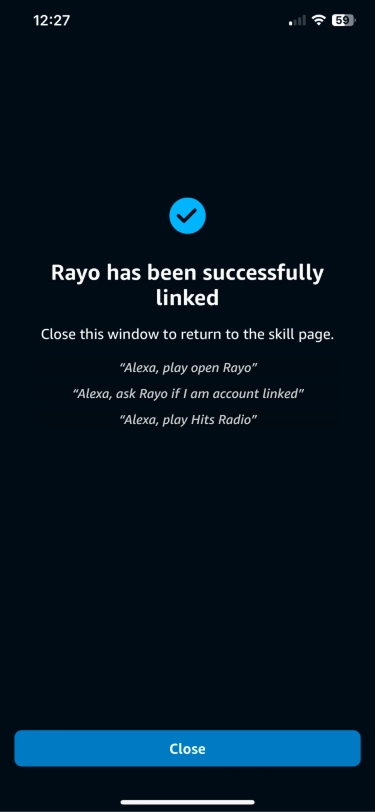 12:27
59
Rayo has been successfully
linked
Close this window to return to the skill page.
“Alexa, play open Rayo”
“Alexa, ask Rayo if I am account linked”
“Alexa, play Hits Radio”
Close